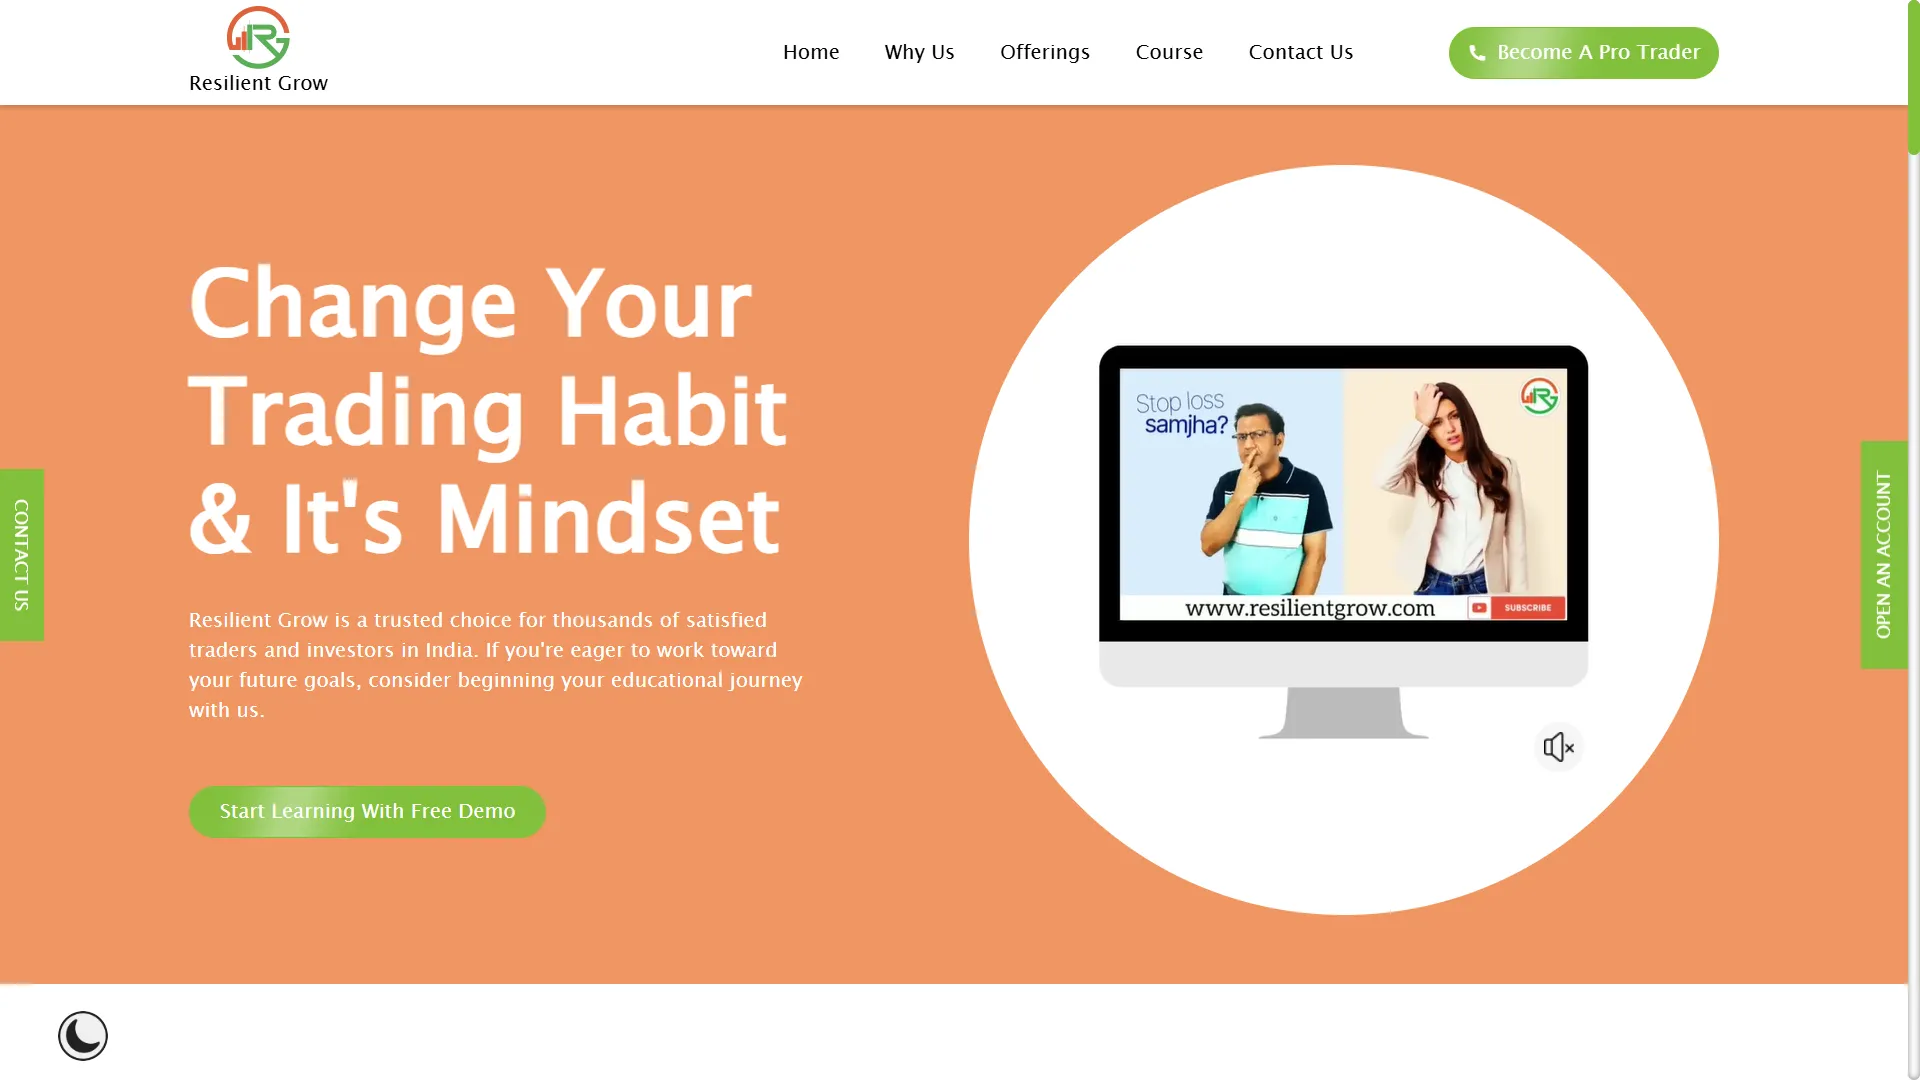 Resilient Grow
Home
Why Us
Offerings
Course
Contact Us
Become A Pro Trader
Change Your
Trading Habit
& It's Mindset
Resilient Grow is a trusted choice for thousands of satisfied
traders and investors in India. If you're eager to work toward
your future goals, consider beginning your educational journey
with us.
Start Learning With Free Demo
Stop loss
samjha?
www.resilientgrow.com
SUBSCRIBE
CONTACT US
OPEN AN ACCOUNT